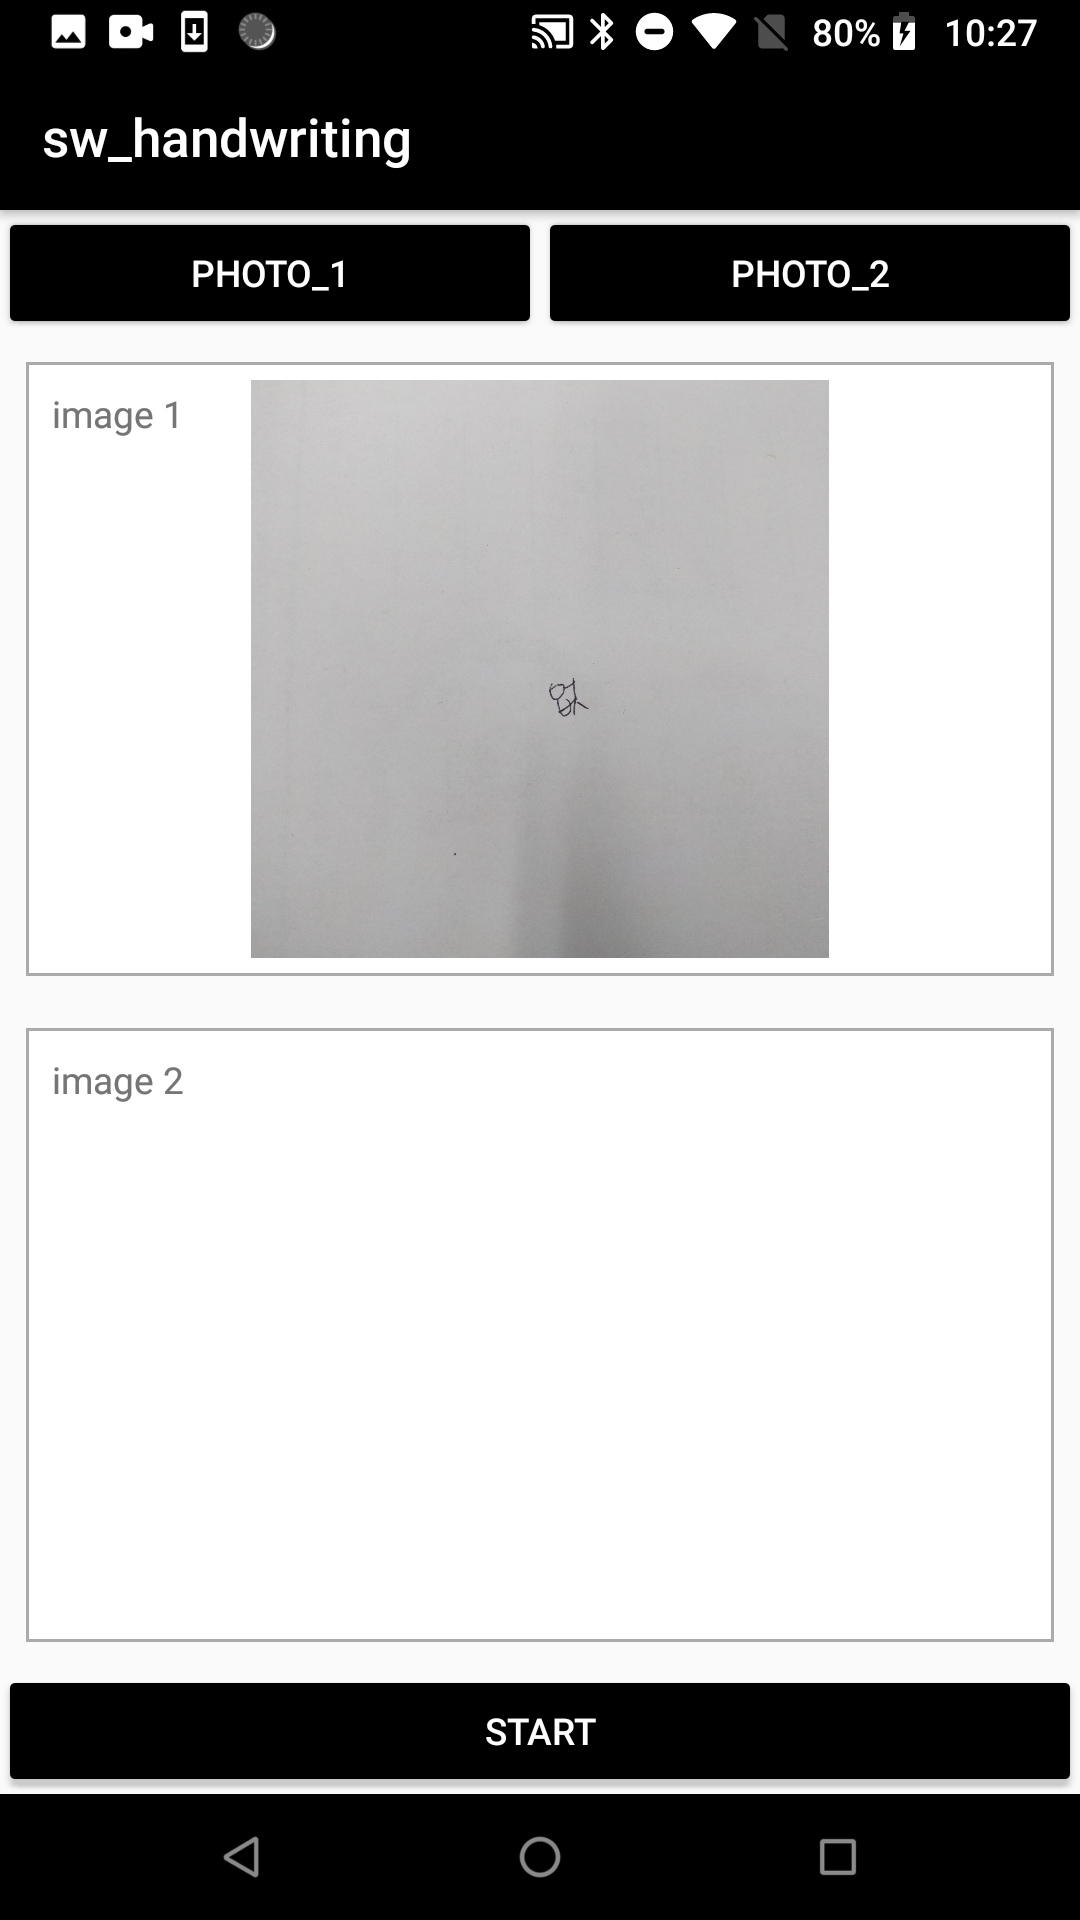 80% 10:27
sw_handwriting
PHOTO_1 PHOTO_2
image 1
image 2
START